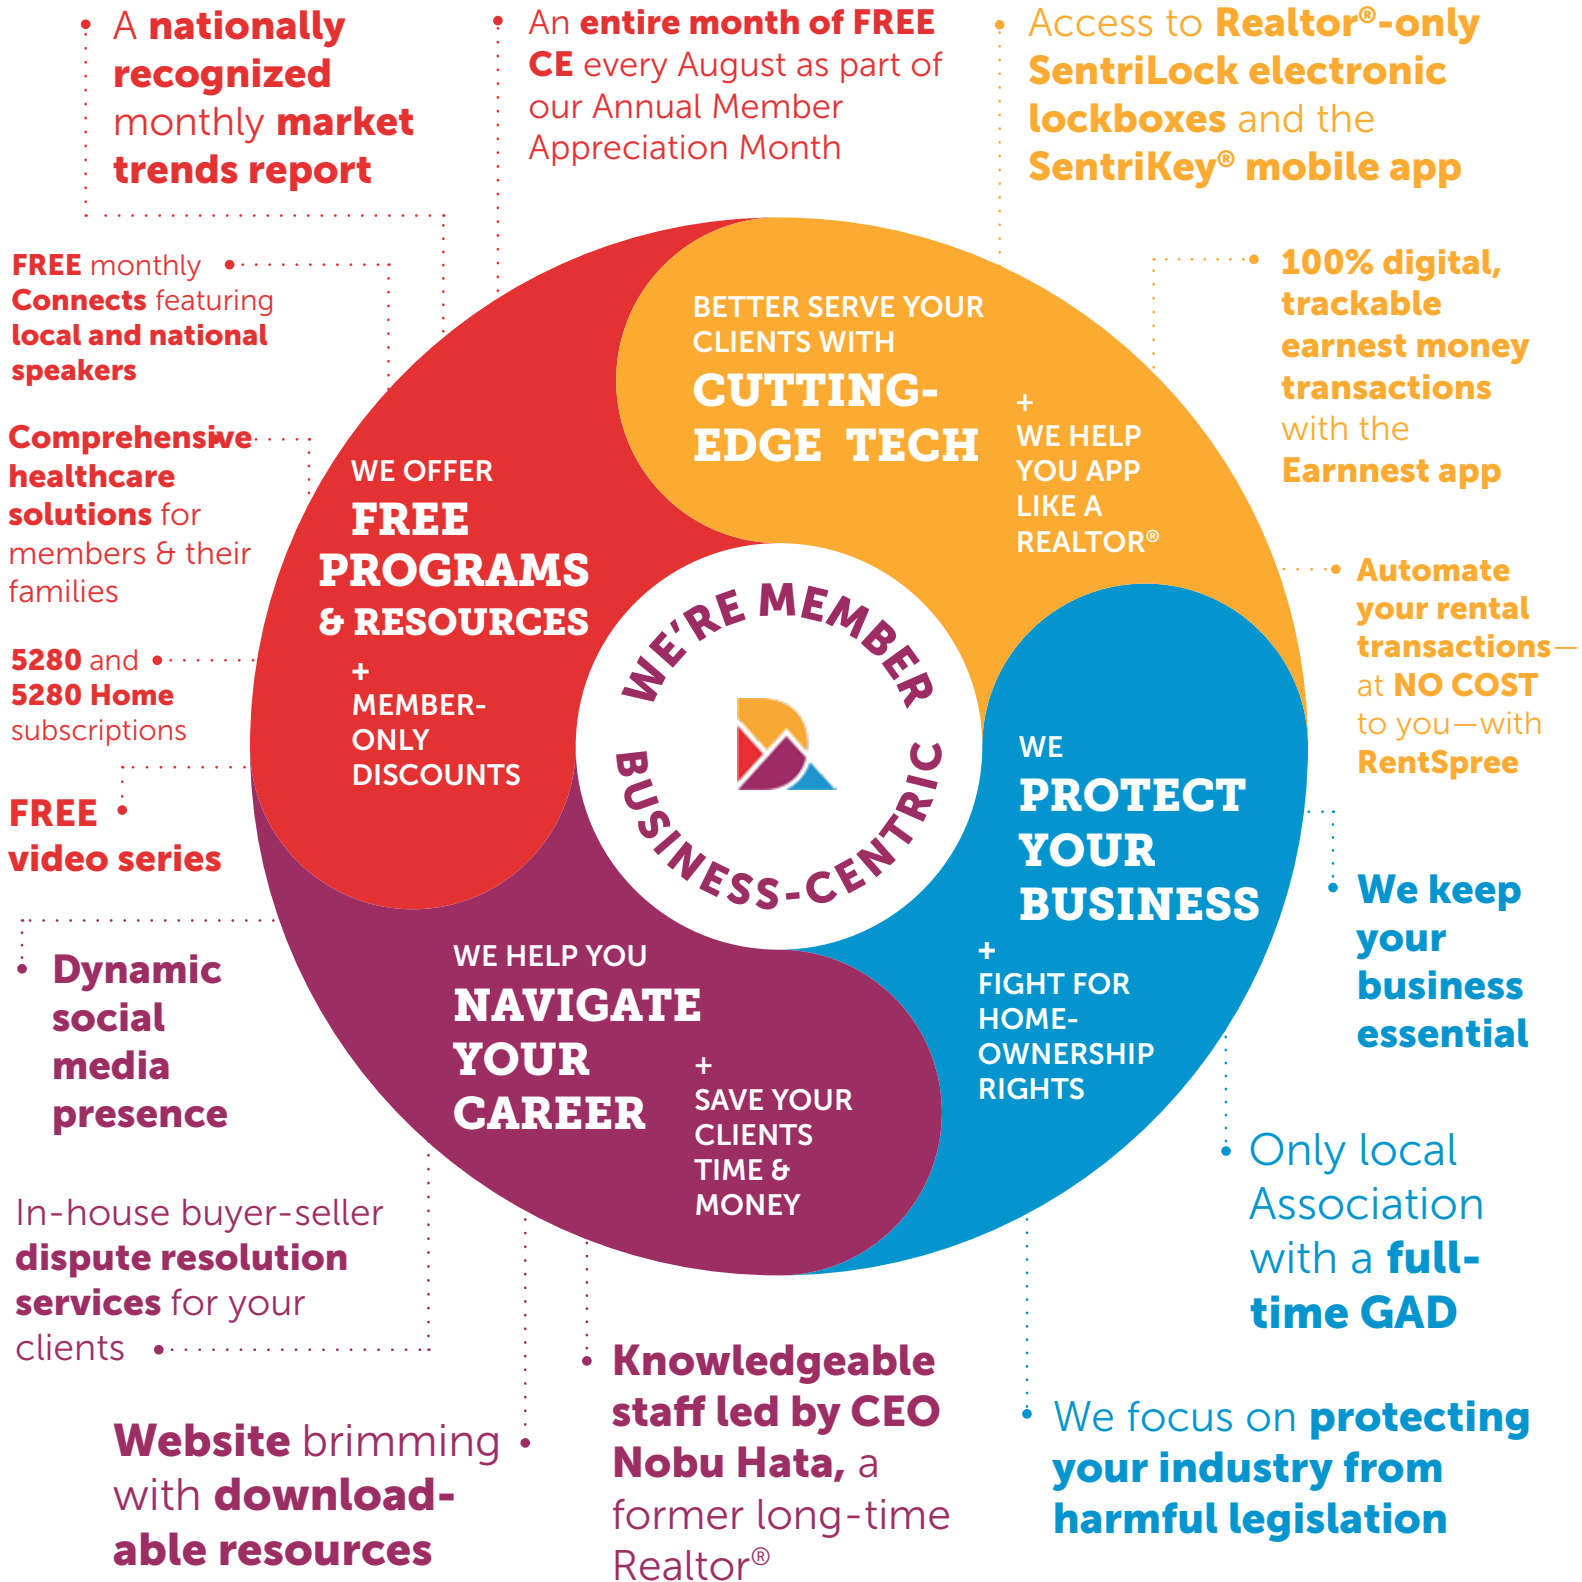 A nationally
recognized
monthly market
trends report
An entire month of FREE
CE every August as part of
our Annual Member
Appreciation Month
Access to Realtor®-only
SentriLock electronic
lockboxes and the
SentriKey® mobile app
FREE monthly
Connects featuring
local and national
speakers
Comprehensive
healthcare
solutions for
members & their
families
5280 and
5280 Home
subscriptions
FREE
video series
WE OFFER
FREE
PROGRAMS
& RESOURCES
+
MEMBER-
ONLY
DISCOUNTS
BETTER SERVE YOUR
CLIENTS WITH
CUTTING-
EDGE TECH
+
WE HELP
YOU APP
LIKE A
REALTOR®
100% digital,
trackable
earnest money
transactions
with the
Earnnest app
Automate
your rental
transactions—
at NO COST
to you—with
RentSpree
WE'RE MEMBER
BUSINESS-CENTRIC
WE
PROTECT
YOUR
BUSINESS
+
FIGHT FOR
HOME-
OWNERSHIP
RIGHTS
We keep
your
business
essential
Only local
Association
with a full-
time GAD
We focus on protecting
your industry from
harmful legislation
WE HELP YOU
NAVIGATE
YOUR
CAREER
+
SAVE YOUR
CLIENTS
TIME &
MONEY
Dynamic
social
media
presence
In-house buyer-seller
dispute resolution
services for your
clients
Website brimming
with download-
able resources
Knowledgeable
staff led by CEO
Nobu Hata, a
former long-time
Realtor®